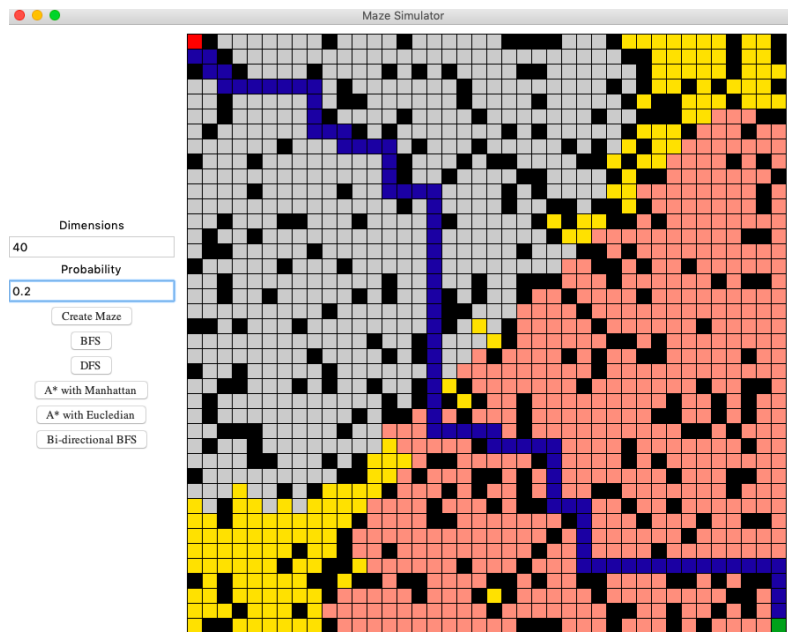 Maze Simulator
Dimensions
40
Probability
0.2
Create Maze
BFS
DFS
A* with Manhattan
A* with Eucledian
Bi-directional BFS